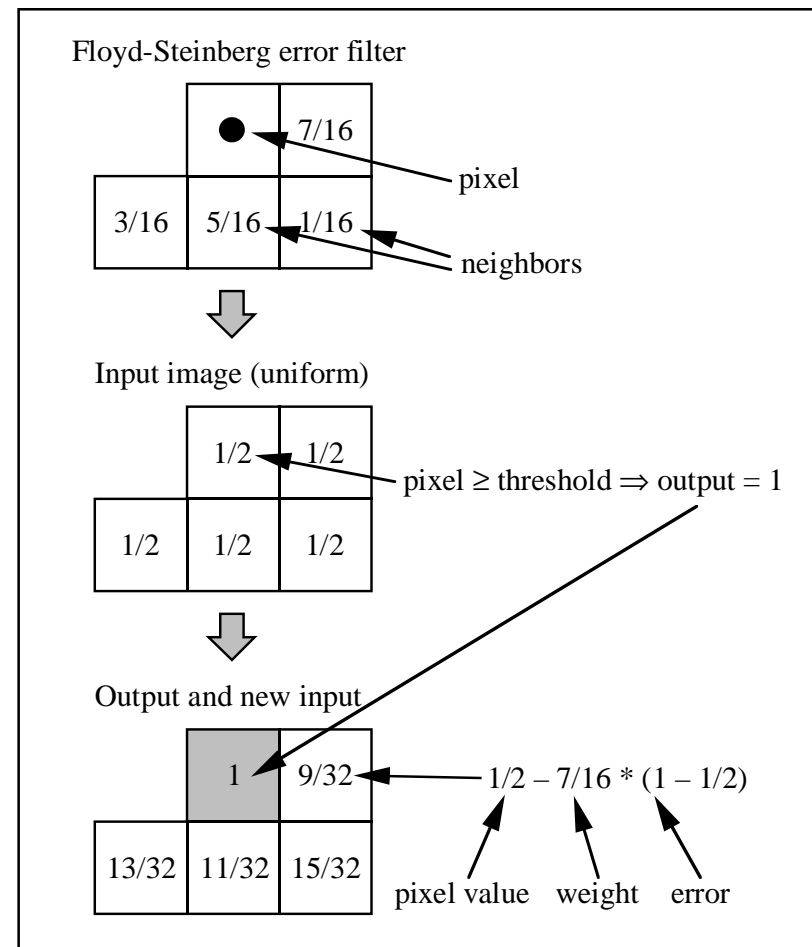 Floyd-Steinberg error filter
7/16
pixel
3/16 5/16 1/16
neighbors
Input image (uniform)
1/2 1/2
pixel ≥ threshold ⇒ output = 1
1/2 1/2 1/2
Output and new input
1 9/32 1/2 – 7/16 * (1 – 1/2)
13/32 11/32 15/32
pixel value weight error